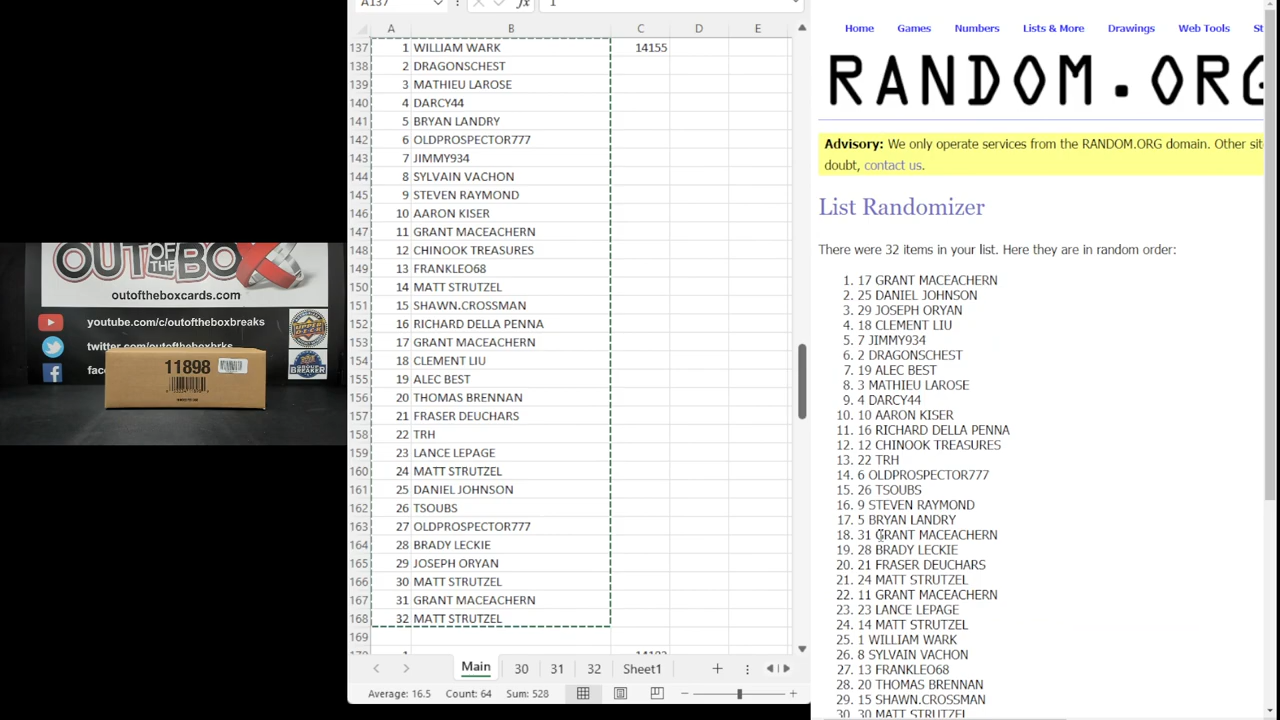 OUT OF THE BOX
outoftheboxcards.com
youtube.com/c/outoftheboxbreaks
twitter.com/outoftheboxbrks
UPPER DECK
GROUP BREAKER
11898
A137
fx
1
A B C D E
137 1 WILLIAM WARK 14155
138 2 DRAGONSCHEST
139 3 MATHIEU LAROSE
140 4 DARCY44
141 5 BRYAN LANDRY
142 6 OLDPROSPECTOR777
143 7 JIMMY934
144 8 SYLVAIN VACHON
145 9 STEVEN RAYMOND
146 10 AARON KISER
147 11 GRANT MACEACHERN
148 12 CHINOOK TREASURES
149 13 FRANKLEO68
150 14 MATT STRUTZEL
151 15 SHAWN.CROSSMAN
152 16 RICHARD DELLA PENNA
153 17 GRANT MACEACHERN
154 18 CLEMENT LIU
155 19 ALEC BEST
156 20 THOMAS BRENNAN
157 21 FRASER DEUCHARS
158 22 TRH
159 23 LANCE LEPAGE
160 24 MATT STRUTZEL
161 25 DANIEL JOHNSON
162 26 TSOUBS
163 27 OLDPROSPECTOR777
164 28 BRADY LECKIE
165 29 JOSEPH ORYAN
166 30 MATT STRUTZEL
167 31 GRANT MACEACHERN
168 32 MATT STRUTZEL
169
Main 30 31 32 Sheet1
Average: 16.5 Count: 64 Sum: 528
Home Games Numbers Lists & More Drawings Web Tools St
RANDOM.ORG
Advisory: We only operate services from the RANDOM.ORG domain. Other sit
doubt, contact us.
List Randomizer
There were 32 items in your list. Here they are in random order:
1. 17 GRANT MACEACHERN
2. 25 DANIEL JOHNSON
3. 29 JOSEPH ORYAN
4. 18 CLEMENT LIU
5. 7 JIMMY934
6. 2 DRAGONSCHEST
7. 19 ALEC BEST
8. 3 MATHIEU LAROSE
9. 4 DARCY44
10. 10 AARON KISER
11. 16 RICHARD DELLA PENNA
12. 12 CHINOOK TREASURES
13. 22 TRH
14. 6 OLDPROSPECTOR777
15. 26 TSOUBS
16. 9 STEVEN RAYMOND
17. 5 BRYAN LANDRY
18. 31 GRANT MACEACHERN
19. 28 BRADY LECKIE
20. 21 FRASER DEUCHARS
21. 24 MATT STRUTZEL
22. 11 GRANT MACEACHERN
23. 23 LANCE LEPAGE
24. 14 MATT STRUTZEL
25. 1 WILLIAM WARK
26. 8 SYLVAIN VACHON
27. 13 FRANKLEO68
28. 20 THOMAS BRENNAN
29. 15 SHAWN.CROSSMAN
30. 30 MATT STRUTZEL